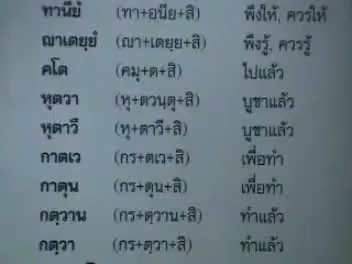 ทานียํ (ทา+อนีย+สิ) พึงให้, ควรให้
ญาเตยฺยํ (ญา+เตยฺย+สิ) พึงรู้, ควรรู้
คโต (คมุ+ต+สิ) ไปแล้ว
หุตวา (หุ+ตวนฺตุ+สิ) บูชาแล้ว
หุตาวี (หุ+ตาวี+สิ) บูชาแล้ว
กาตเว (กร+ตเว+สิ) เพื่อทำ
กาตุน (กร+ตุน+สิ) เพื่อทำ
กตฺวาน (กร+ตฺวาน+สิ) ทำแล้ว
กตฺวา (กร+ตฺวา+สิ) ทำแล้ว